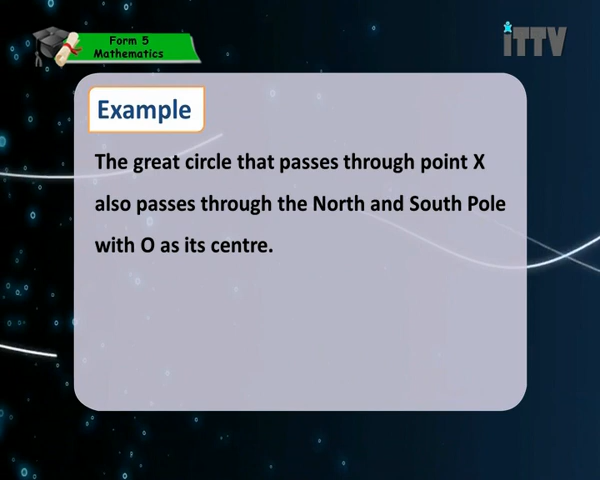 Form 5
Mathematics
iTTV
Example
The great circle that passes through point X
also passes through the North and South Pole
with O as its centre.